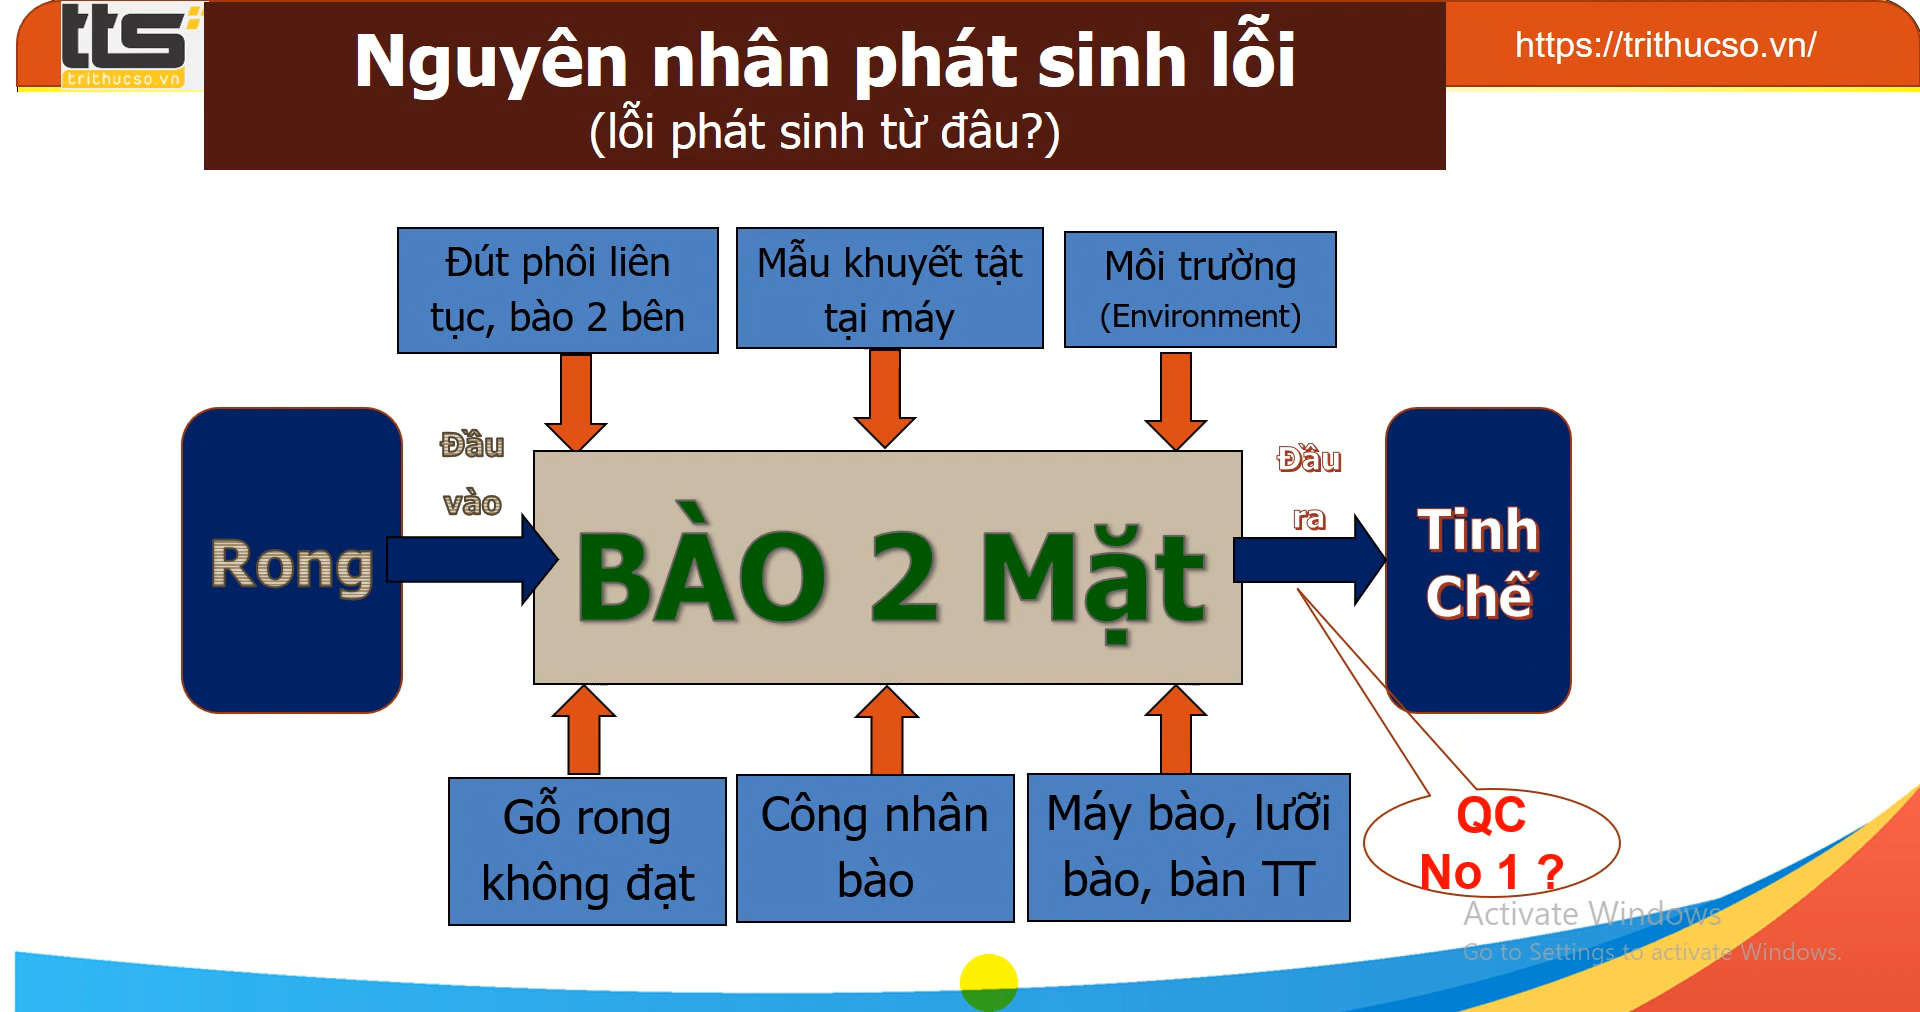 tts
trithucso.vn
Nguyên nhân phát sinh lỗi
(lỗi phát sinh từ đâu?)
https://trithucso.vn/
Đút phôi liên
tục, bào 2 bên
Mẫu khuyết tật
tại máy
Môi trường
(Environment)
Rong
Đầu
vào
BÀO 2 Mặt
Đầu
ra
Tinh
Chế
Gỗ rong
không đạt
Công nhân
bào
Máy bào, lưỡi
bào, bàn TT
QC
No 1 ?
Activate Windows
Go to Settings to activate Windows.